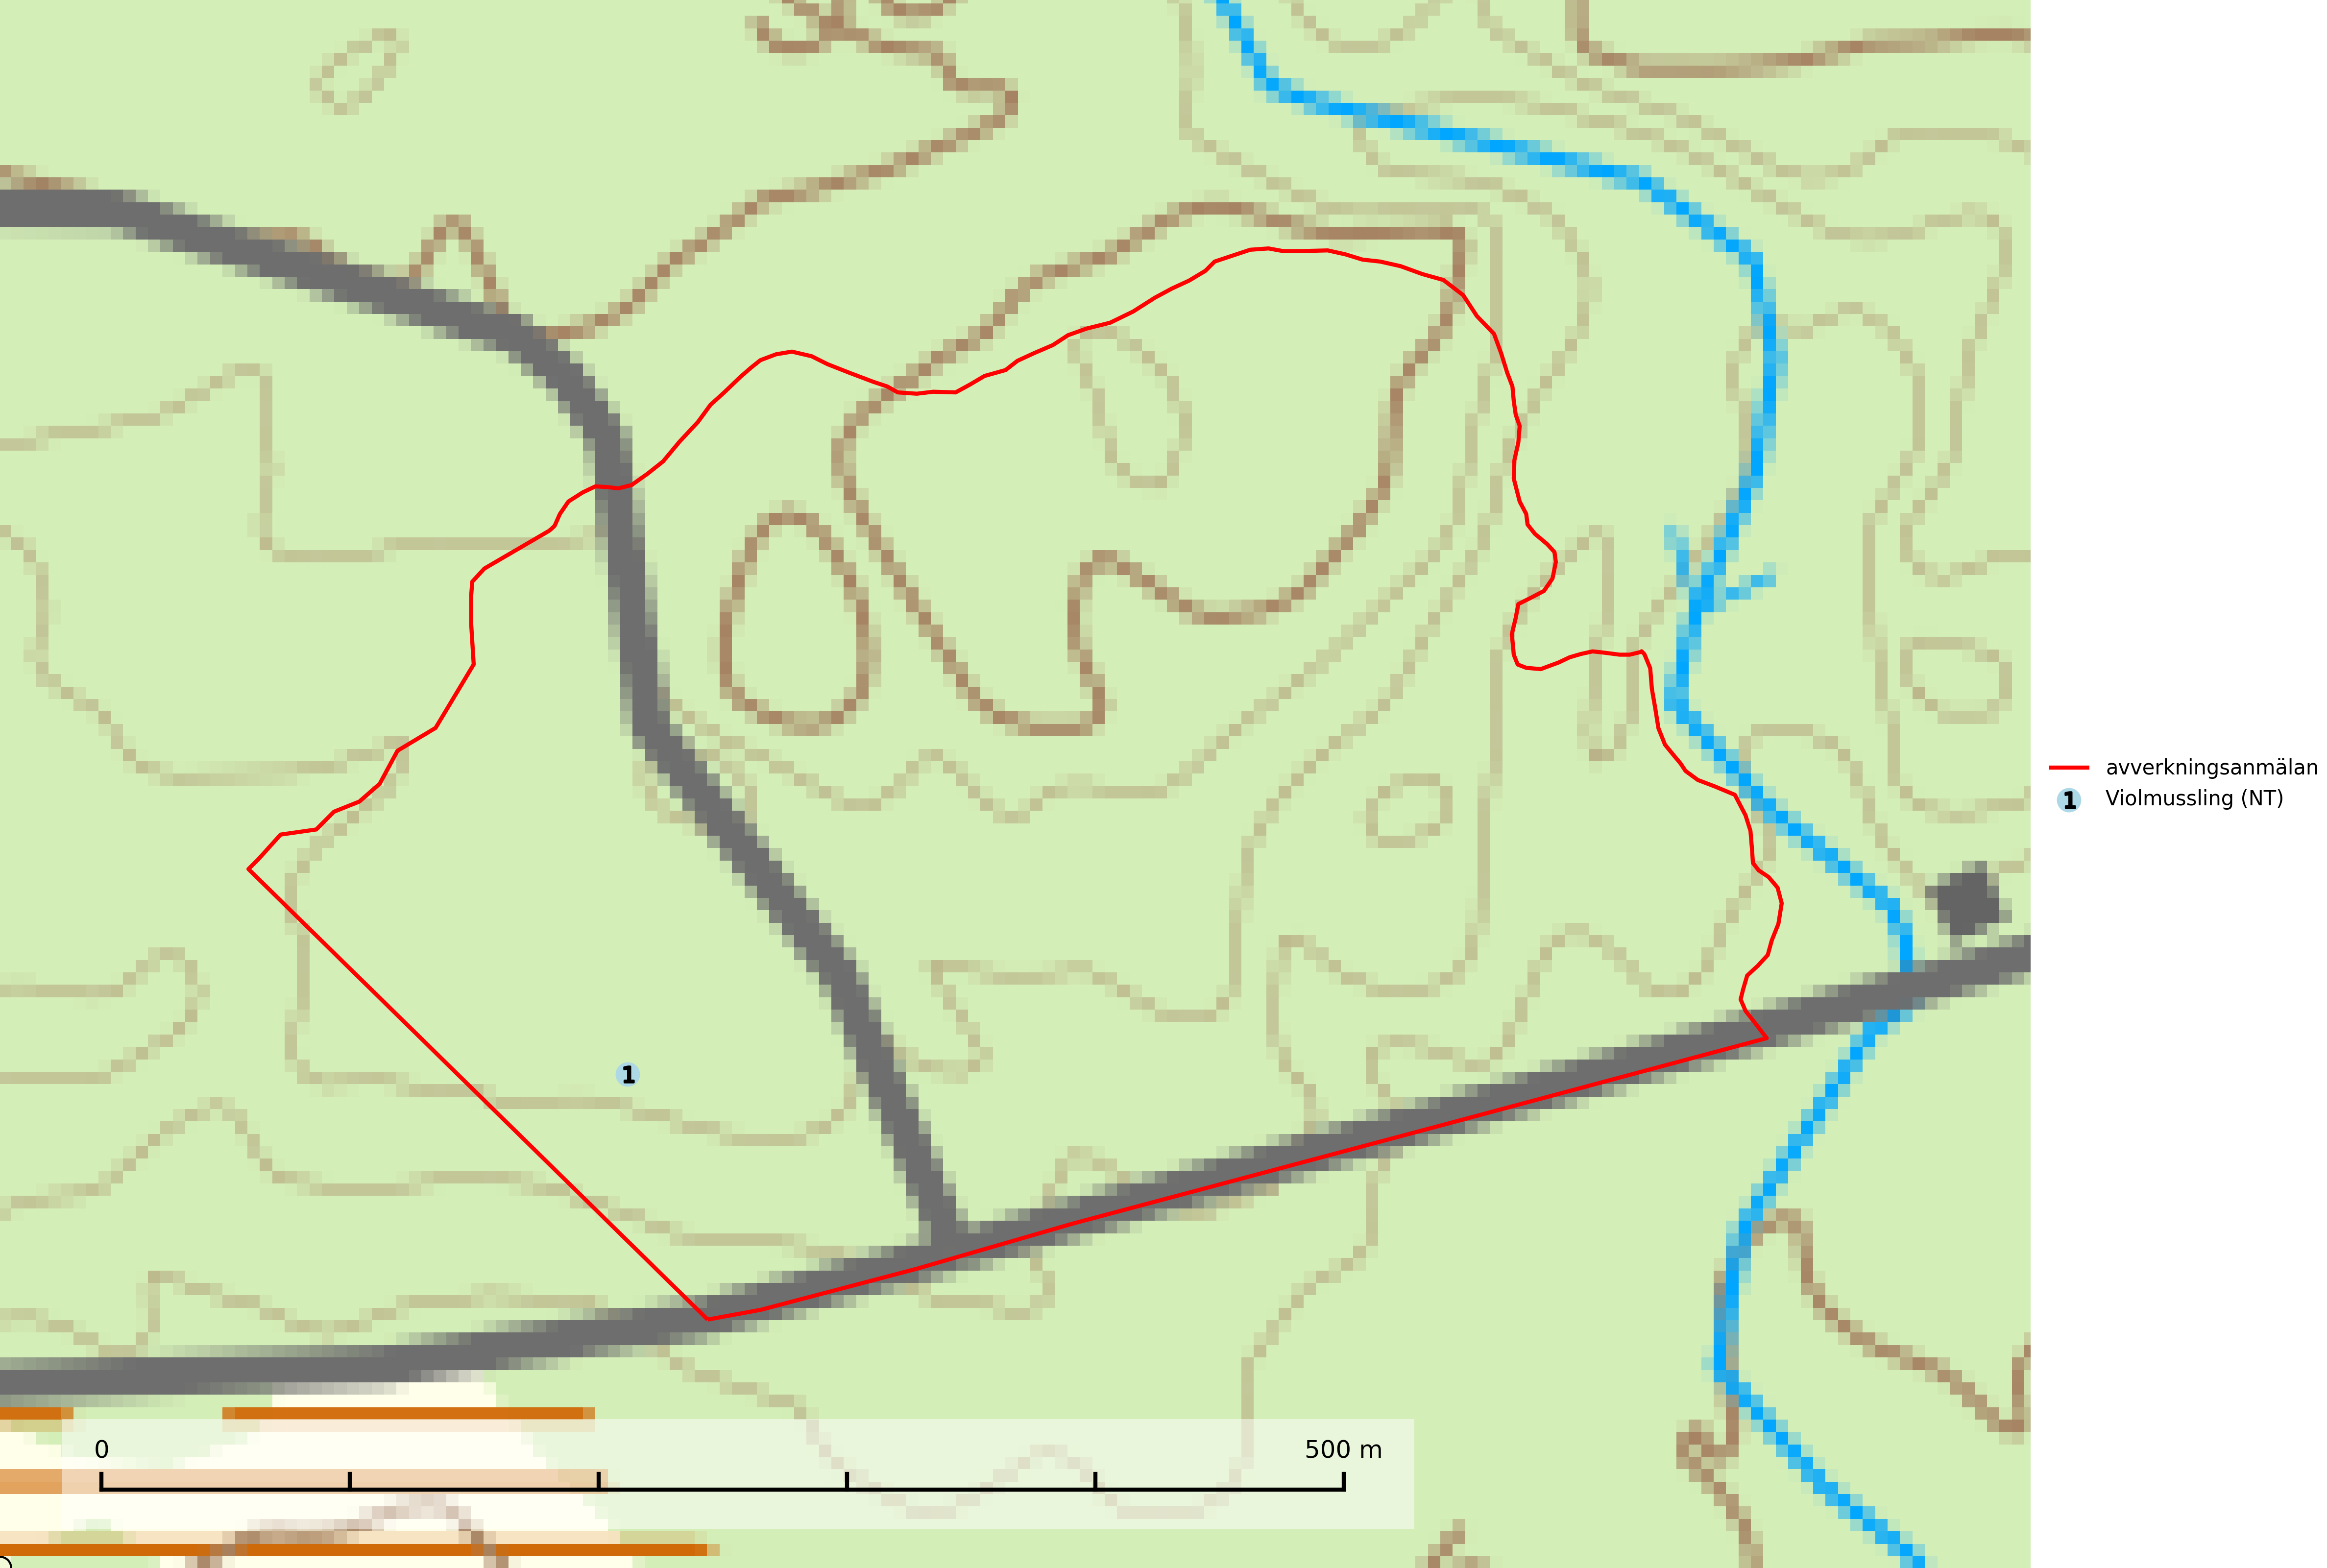 avverkningsanmälan
1 Violmussling (NT)
1
0 500 m